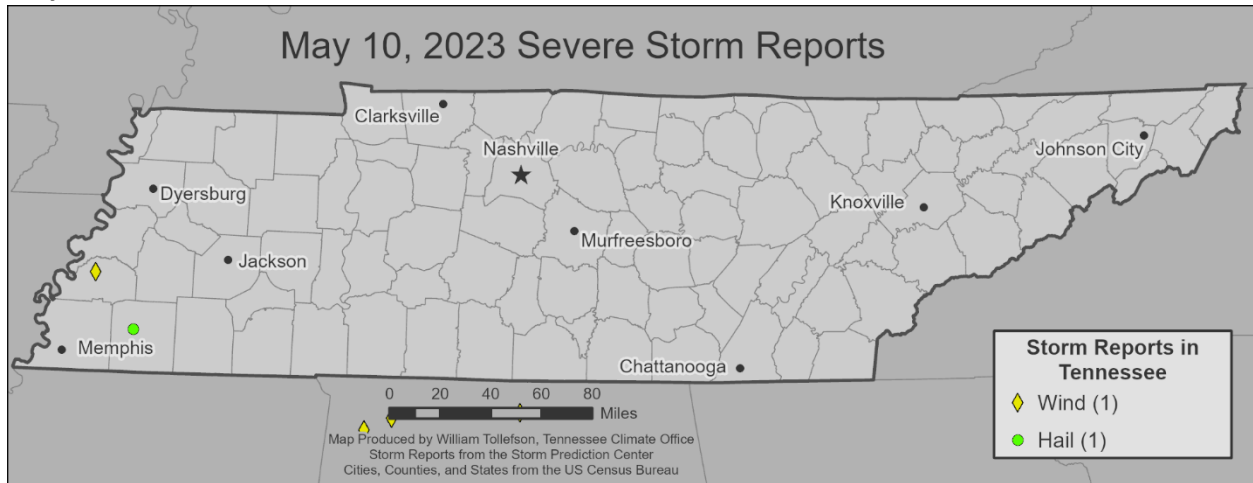 May 10, 2023 Severe Storm Reports
Clarksville
Nashville
Johnson City
Dyersburg
Knoxville
Murfreesboro
Jackson
Memphis
Chattanooga
Storm Reports in
Tennessee
Wind (1)
Hail (1)
0 20 40 60 80
Miles
Map Produced by William Tollefson, Tennessee Climate Office
Storm Reports from the Storm Prediction Center
Cities, Counties, and States from the US Census Bureau